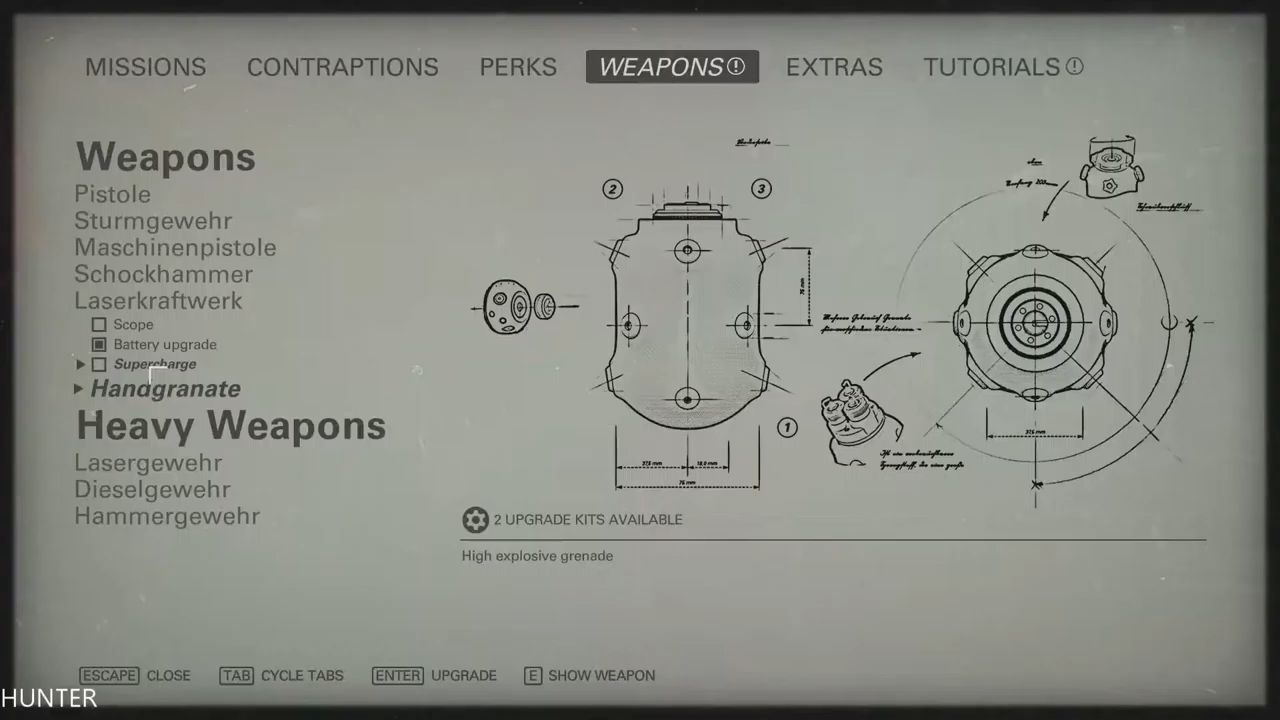 MISSIONS CONTRAPTIONS PERKS WEAPONS! EXTRAS TUTORIALS!
Weapons
Pistole
Sturmgewehr
Maschinenpistole
Schockhammer
Laserkraftwerk
Scope
Battery upgrade
Supercharge
Handgranate
Heavy Weapons
Lasergewehr
Dieselgewehr
Hammergewehr
2
3
1
2 UPGRADE KITS AVAILABLE
High explosive grenade
ESCAPE CLOSE TAB CYCLE TABS ENTER UPGRADE E SHOW WEAPON
HUNTER